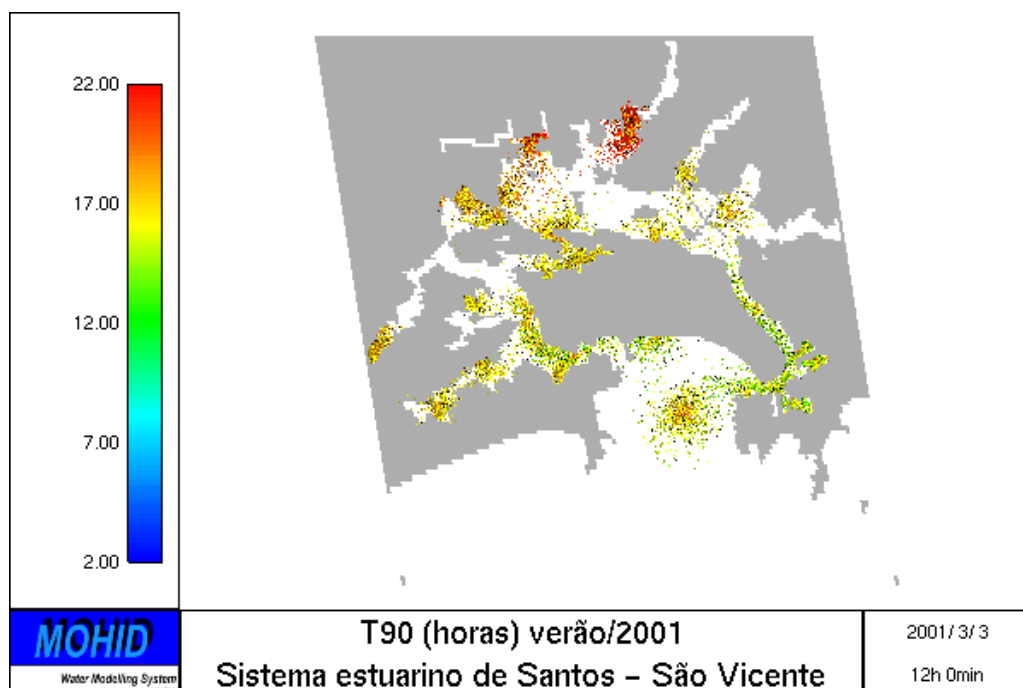 22.00
17.00
12.00
7.00
2.00
MOHID
Water Modelling System
T90 (horas) verão/2001
Sistema estuarino de Santos – São Vicente
2001/3/3
12h 0min